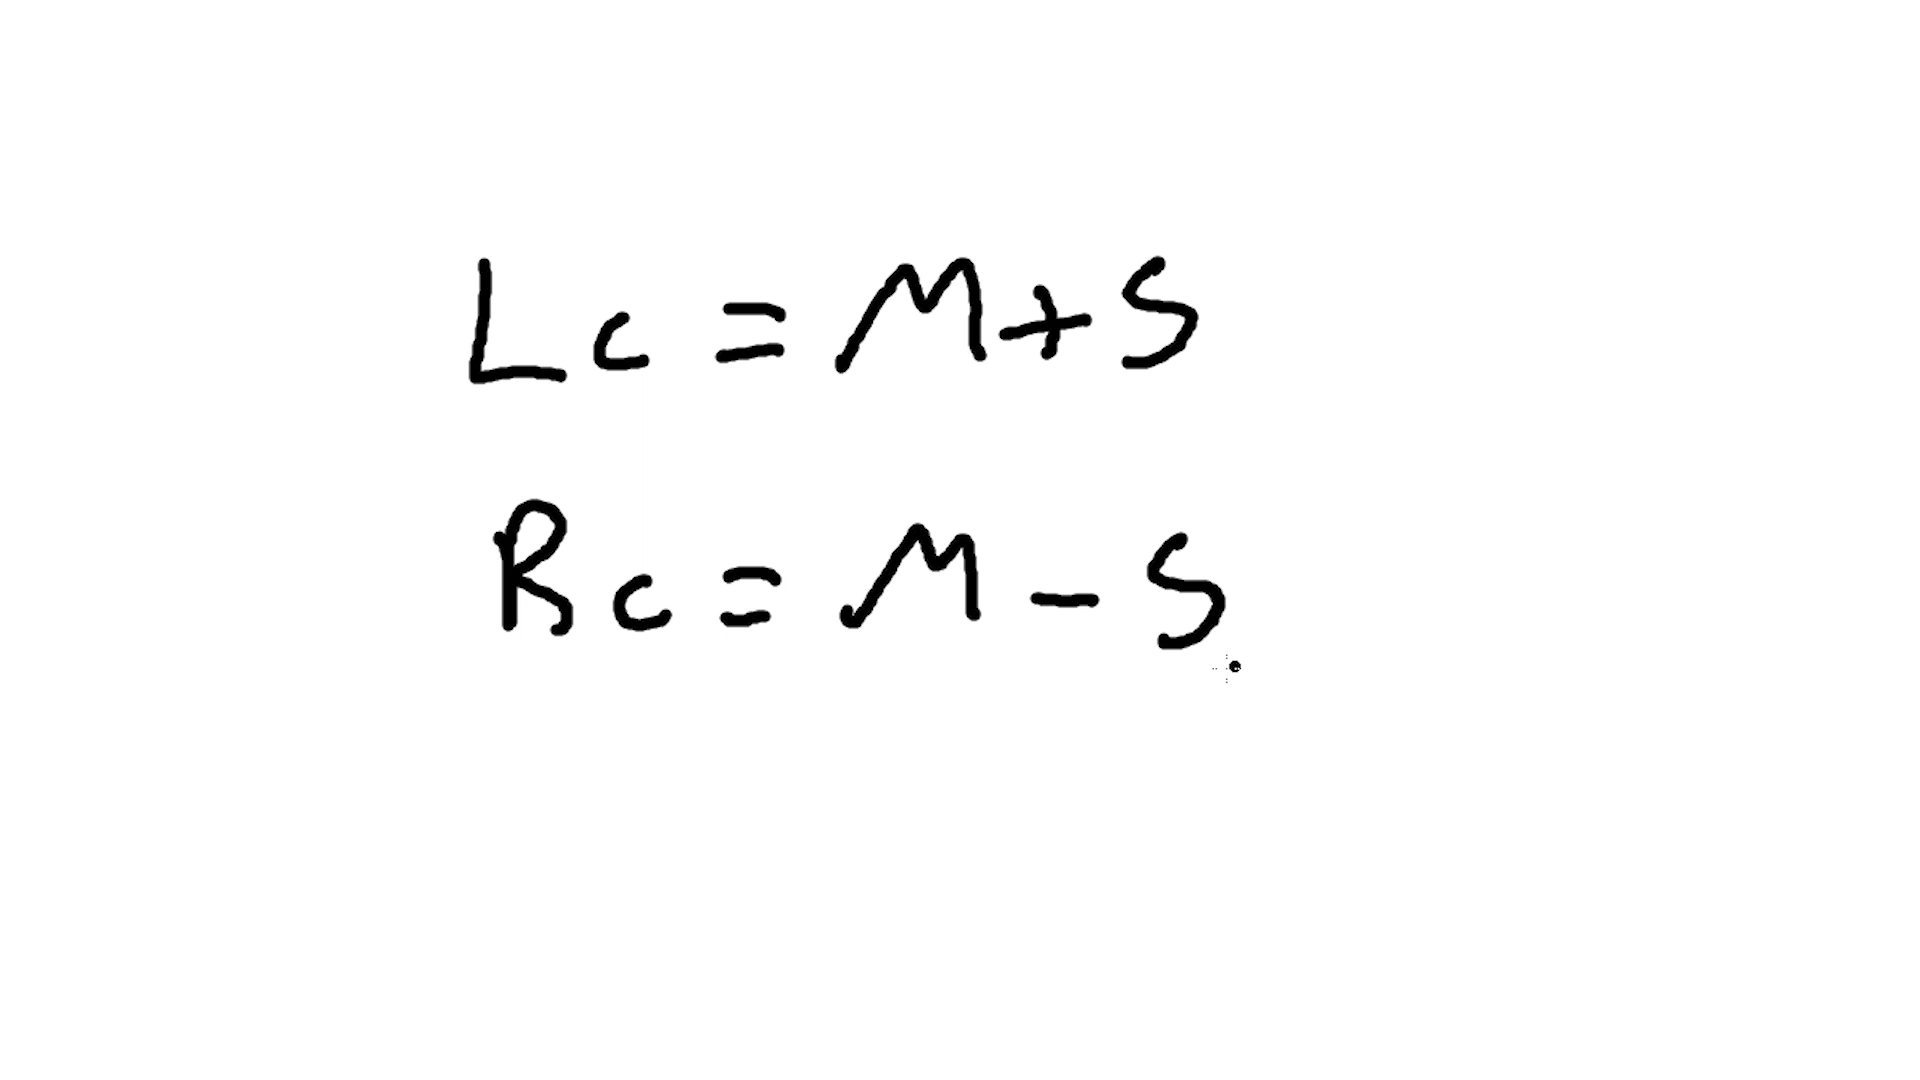 Lc = M+S
Rc = M - S